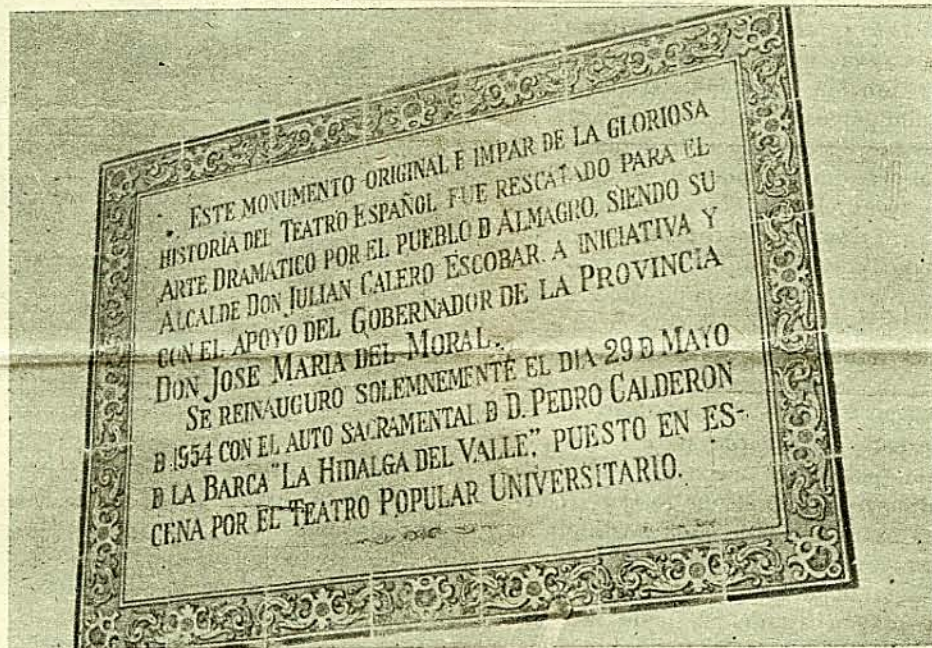 ESTE MONUMENTO ORIGINAL E IMPAR DE LA GLORIOSA
HISTORIA DEL TEATRO ESPAÑOL FUE RESCATADO PARA EL
ARTE DRAMATICO POR EL PUEBLO D ALMAGRO, SIENDO SU
ALCALDE DON JULIAN CALERO ESCOBAR A INICIATIVA Y
CON EL APOYO DEL GOBERNADOR DE LA PROVINCIA
DON JOSE MARIA DEL MORAL.
SE REINAUGURO SOLEMNEMENTE EL DIA 29 D MAYO
D 1954 CON EL AUTO SACRAMENTAL D D. PEDRO CALDERON
D LA BARCA "LA HIDALGA DEL VALLE", PUESTO EN ES-
CENA POR EL TEATRO POPULAR UNIVERSITARIO.